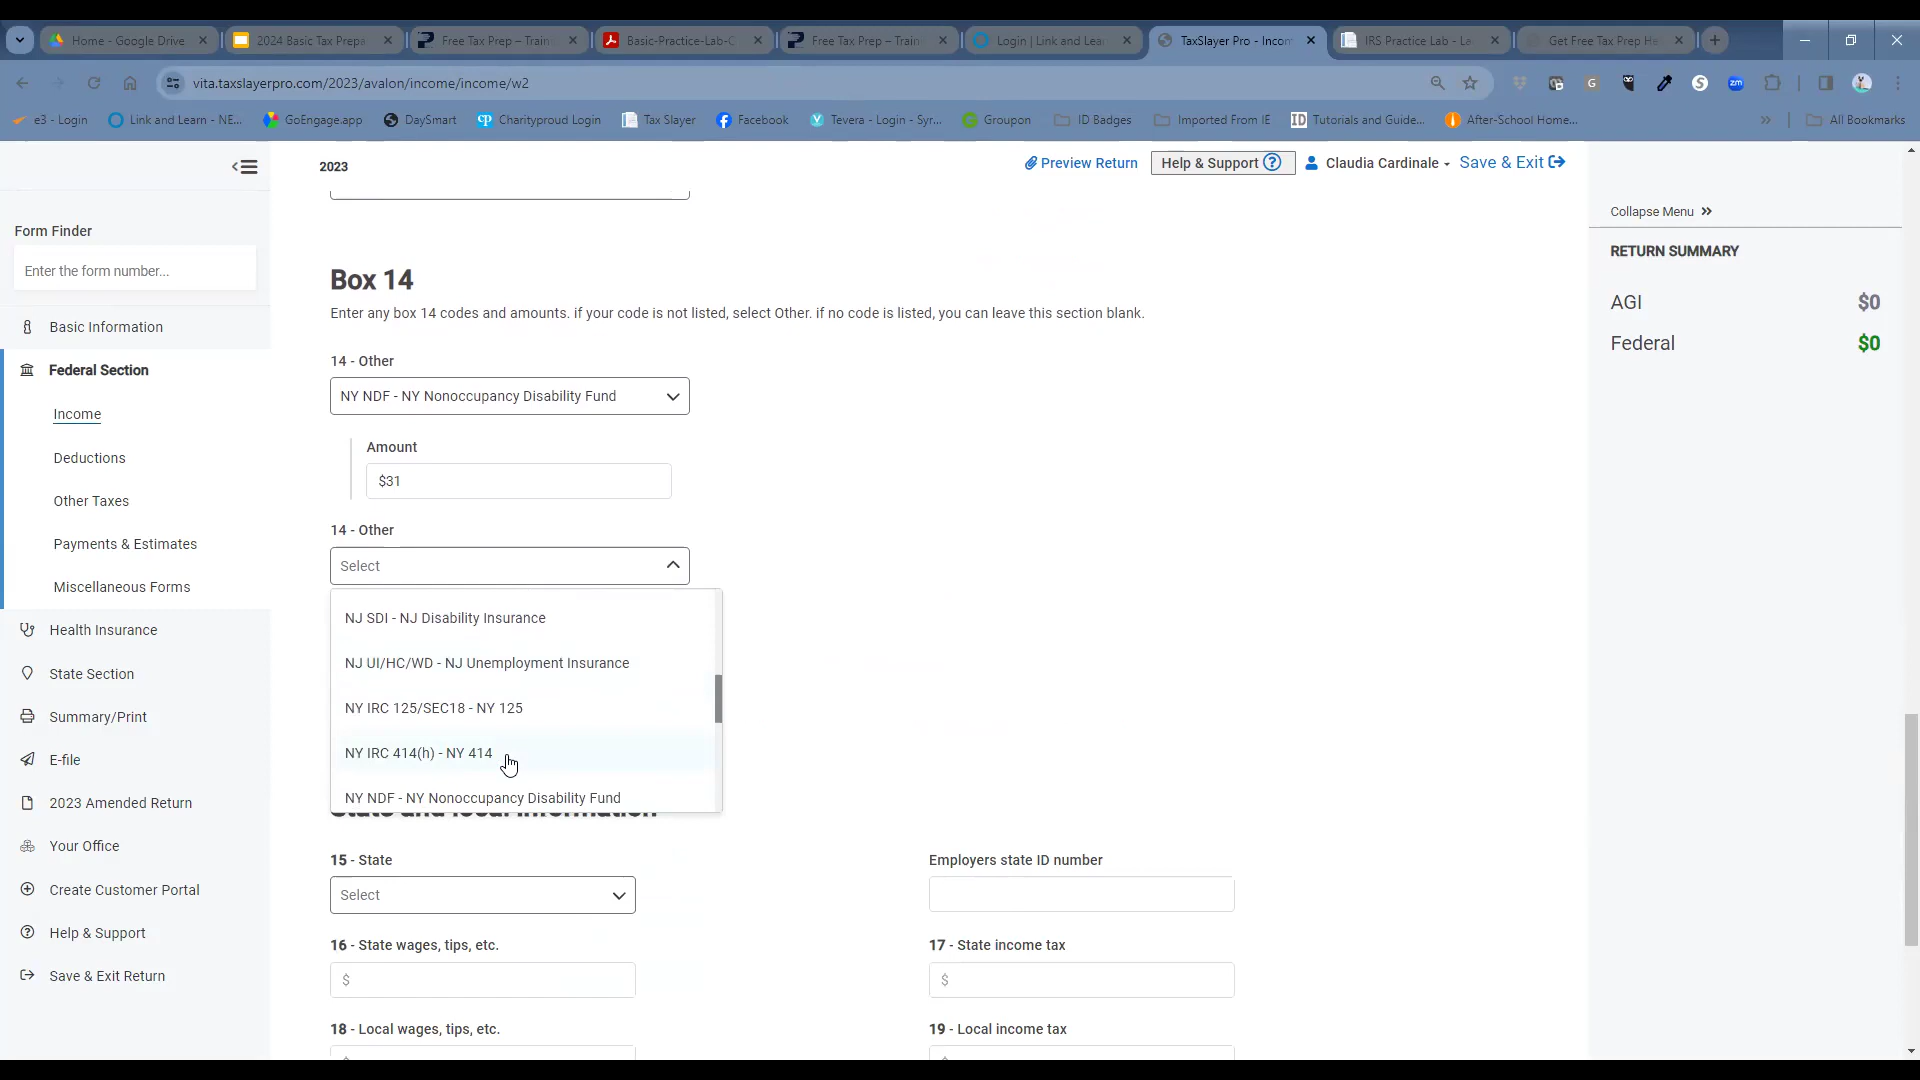 Home - Google Drive
2024 Basic Tax Prepa
Free Tax Prep – Train
Basic-Practice-Lab-C
Free Tax Prep – Train
Login | Link and Lea
TaxSlayer Pro - Incom
IRS Practice Lab - La
Get Free Tax Prep He
vita.taxslayerpro.com/2023/avalon/income/income/w2
e3 - Login
Link and Learn - NE...
GoEngage.app
DaySmart
Charityproud Login
Tax Slayer
Facebook
Tevera - Login - Syr...
Groupon
ID Badges
Imported From IE
Tutorials and Guide...
After-School Home...
All Bookmarks
2023
Preview Return
Help & Support
Claudia Cardinale
Save & Exit
Form Finder
Enter the form number...
Basic Information
Federal Section
Income
Deductions
Other Taxes
Payments & Estimates
Miscellaneous Forms
Health Insurance
State Section
Summary/Print
E-file
2023 Amended Return
Your Office
Create Customer Portal
Help & Support
Save & Exit Return
Box 14
Enter any box 14 codes and amounts. if your code is not listed, select Other. if no code is listed, you can leave this section blank.
14 - Other
NY NDF - NY Nonoccupancy Disability Fund
Amount
$31
14 - Other
Select
NJ SDI - NJ Disability Insurance
NJ UI/HC/WD - NJ Unemployment Insurance
NY IRC 125/SEC18 - NY 125
NY IRC 414(h) - NY 414
NY NDF - NY Nonoccupancy Disability Fund
State and local information
15 - State
Select
Employers state ID number
16 - State wages, tips, etc.
$
17 - State income tax
$
18 - Local wages, tips, etc.
19 - Local income tax
Collapse Menu
RETURN SUMMARY
AGI $0
Federal $0